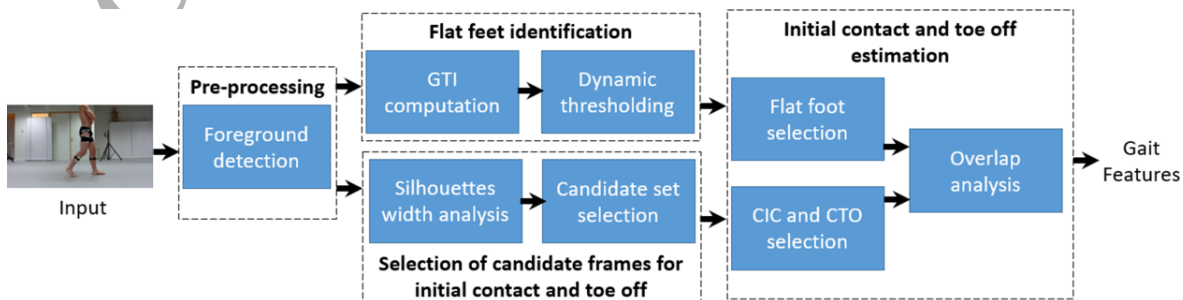 Input
Pre-processing
Foreground
detection
Flat feet identification
GTI
computation
Dynamic
thresholding
Silhouettes
width analysis
Candidate set
selection
Selection of candidate frames for
initial contact and toe off
Initial contact and toe off
estimation
Flat foot
selection
CIC and CTO
selection
Overlap
analysis
Gait
Features